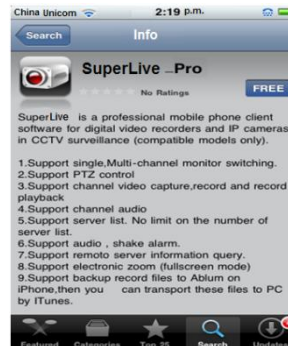 China Unicom 2:19 p.m.
Search Info
SuperLive -Pro
No Ratings
FREE
SuperLive is a professional mobile phone client
software for digital video recorders and IP cameras
in CCTV surveillance (compatible models only).
1.Support single,Multi-channel monitor switching.
2.Support PTZ control
3.Support channel video capture,record and record
playback
4.Support channel audio
5.Support server list. No limit on the number of
server list.
6.Support audio , shake alarm.
7.Support remoto server information query.
8.Support electronic zoom (fullscreen mode)
9.Support backup record files to Ablum on
iPhone,then you can transport these files to PC
by ITunes.
Featured Categories Top 25 Search Updates